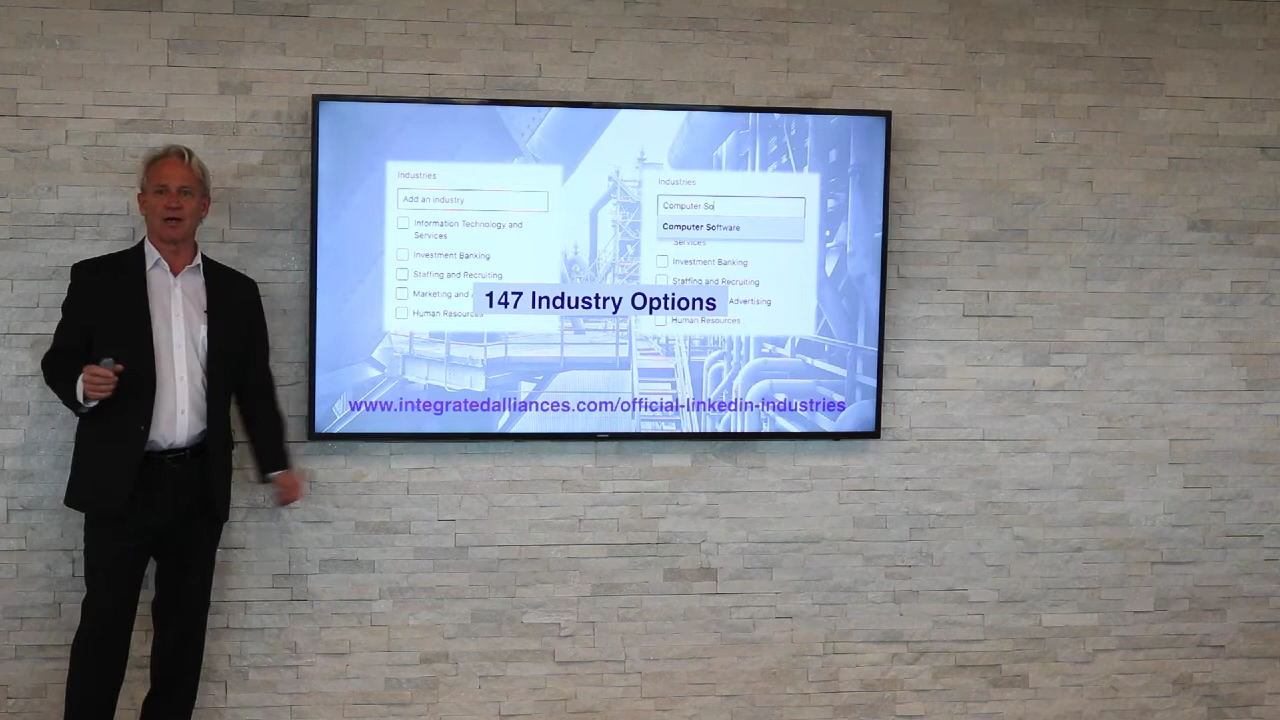 Industries
Add an industry
Information Technology and
Services
Investment Banking
Staffing and Recruiting
Marketing and
Human Resources
Industries
Computer So
Computer Software
Services
Investment Banking
Staffing and Recruiting
Advertising
Human Resources
147 Industry Options
www.integratedalliances.com/official-linkedin-industries